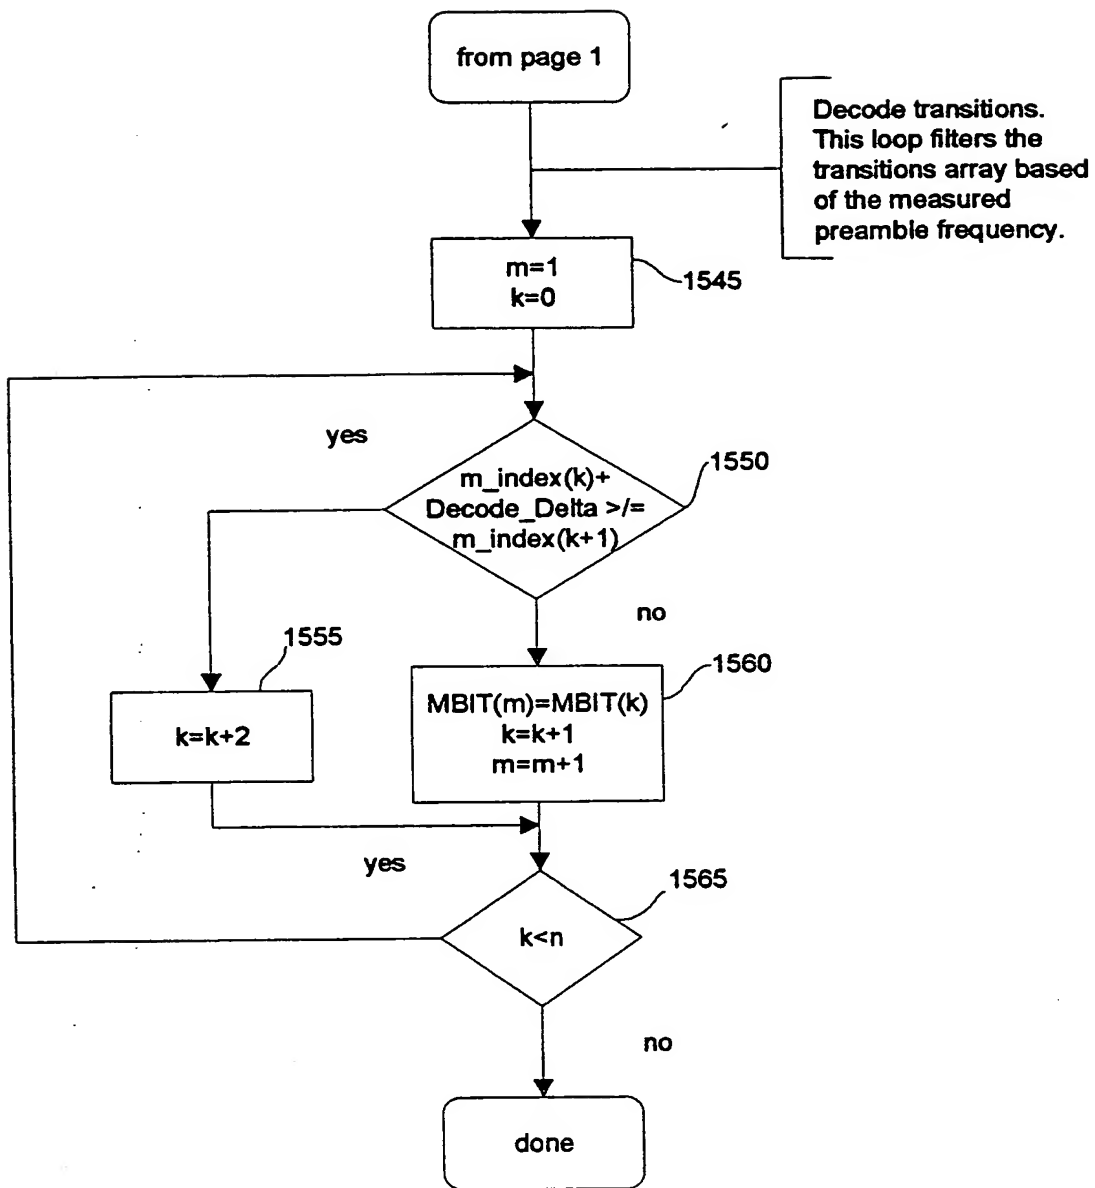 from page 1
Decode transitions.
This loop filters the
transitions array based
of the measured
preamble frequency.
m=1
k=0
1545
yes
m_index(k)+
Decode_Delta >/=
m_index(k+1)
1550
no
1555
k=k+2
1560
MBIT(m)=MBIT(k)
k=k+1
m=m+1
yes
1565
k<n
no
done